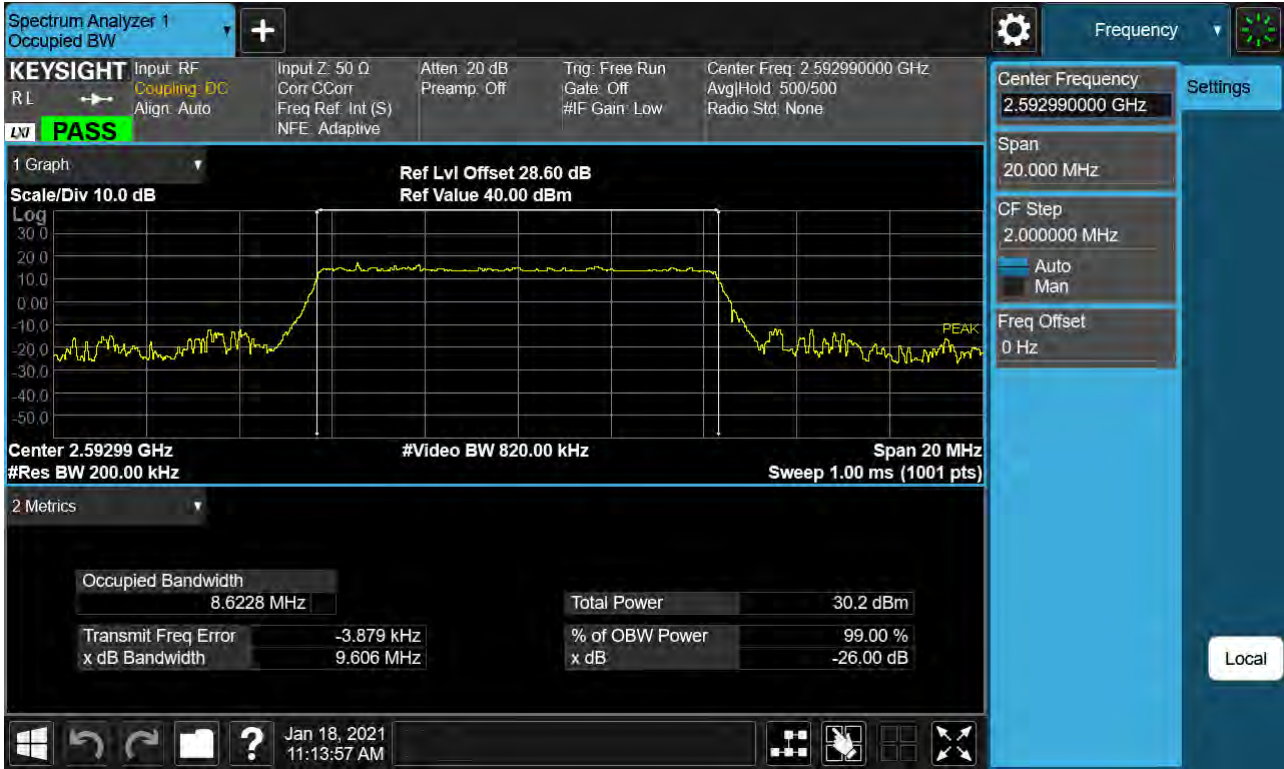 Spectrum Analyzer 1
Occupied BW
Frequency
KEYSIGHT
RL
LXI
PASS
Input: RF
Coupling: DC
Align: Auto
Input Z: 50 Ω
Corr CCorr
Freq Ref: Int (S)
NFE: Adaptive
Atten: 20 dB
Preamp: Off
Trig: Free Run
Gate: Off
#IF Gain: Low
Center Freq: 2.592990000 GHz
Avg|Hold: 500/500
Radio Std: None
Center Frequency
2.592990000 GHz
Settings
Span
20.000 MHz
CF Step
2.000000 MHz
Auto
Man
Freq Offset
0 Hz
Local
1 Graph
Scale/Div 10.0 dB
Ref Lvl Offset 28.60 dB
Ref Value 40.00 dBm
Log
30.0
20.0
10.0
0.00
-10.0
-20.0
-30.0
-40.0
-50.0
PEAK
Center 2.59299 GHz
#Video BW 820.00 kHz
Span 20 MHz
#Res BW 200.00 kHz
Sweep 1.00 ms (1001 pts)
2 Metrics
Occupied Bandwidth
8.6228 MHz
Total Power 30.2 dBm
Transmit Freq Error -3.879 kHz
% of OBW Power 99.00 %
x dB Bandwidth 9.606 MHz
x dB -26.00 dB
?
Jan 18, 2021
11:13:57 AM